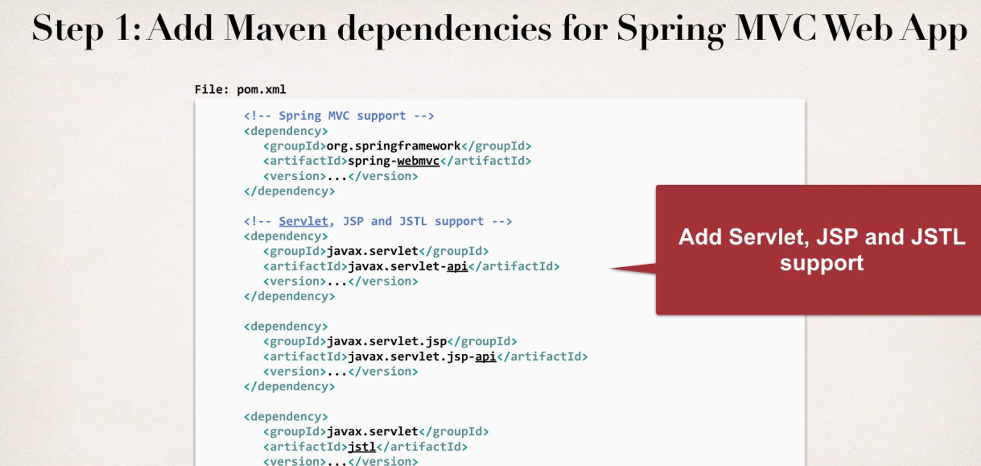 Step 1: Add Maven dependencies for Spring MVC Web App
File: pom.xml
<!-- Spring MVC support -->
<dependency>
<groupId>org.springframework</groupId>
<artifactId>spring-webmvc</artifactId>
<version>...</version>
</dependency>
<!-- Servlet, JSP and JSTL support -->
<dependency>
<groupId>javax.servlet</groupId>
<artifactId>javax.servlet-api</artifactId>
<version>...</version>
</dependency>
Add Servlet, JSP and JSTL
support
<dependency>
<groupId>javax.servlet.jsp</groupId>
<artifactId>javax.servlet.jsp-api</artifactId>
<version>...</version>
</dependency>
<dependency>
<groupId>javax.servlet</groupId>
<artifactId>jstl</artifactId>
<version>...</version>